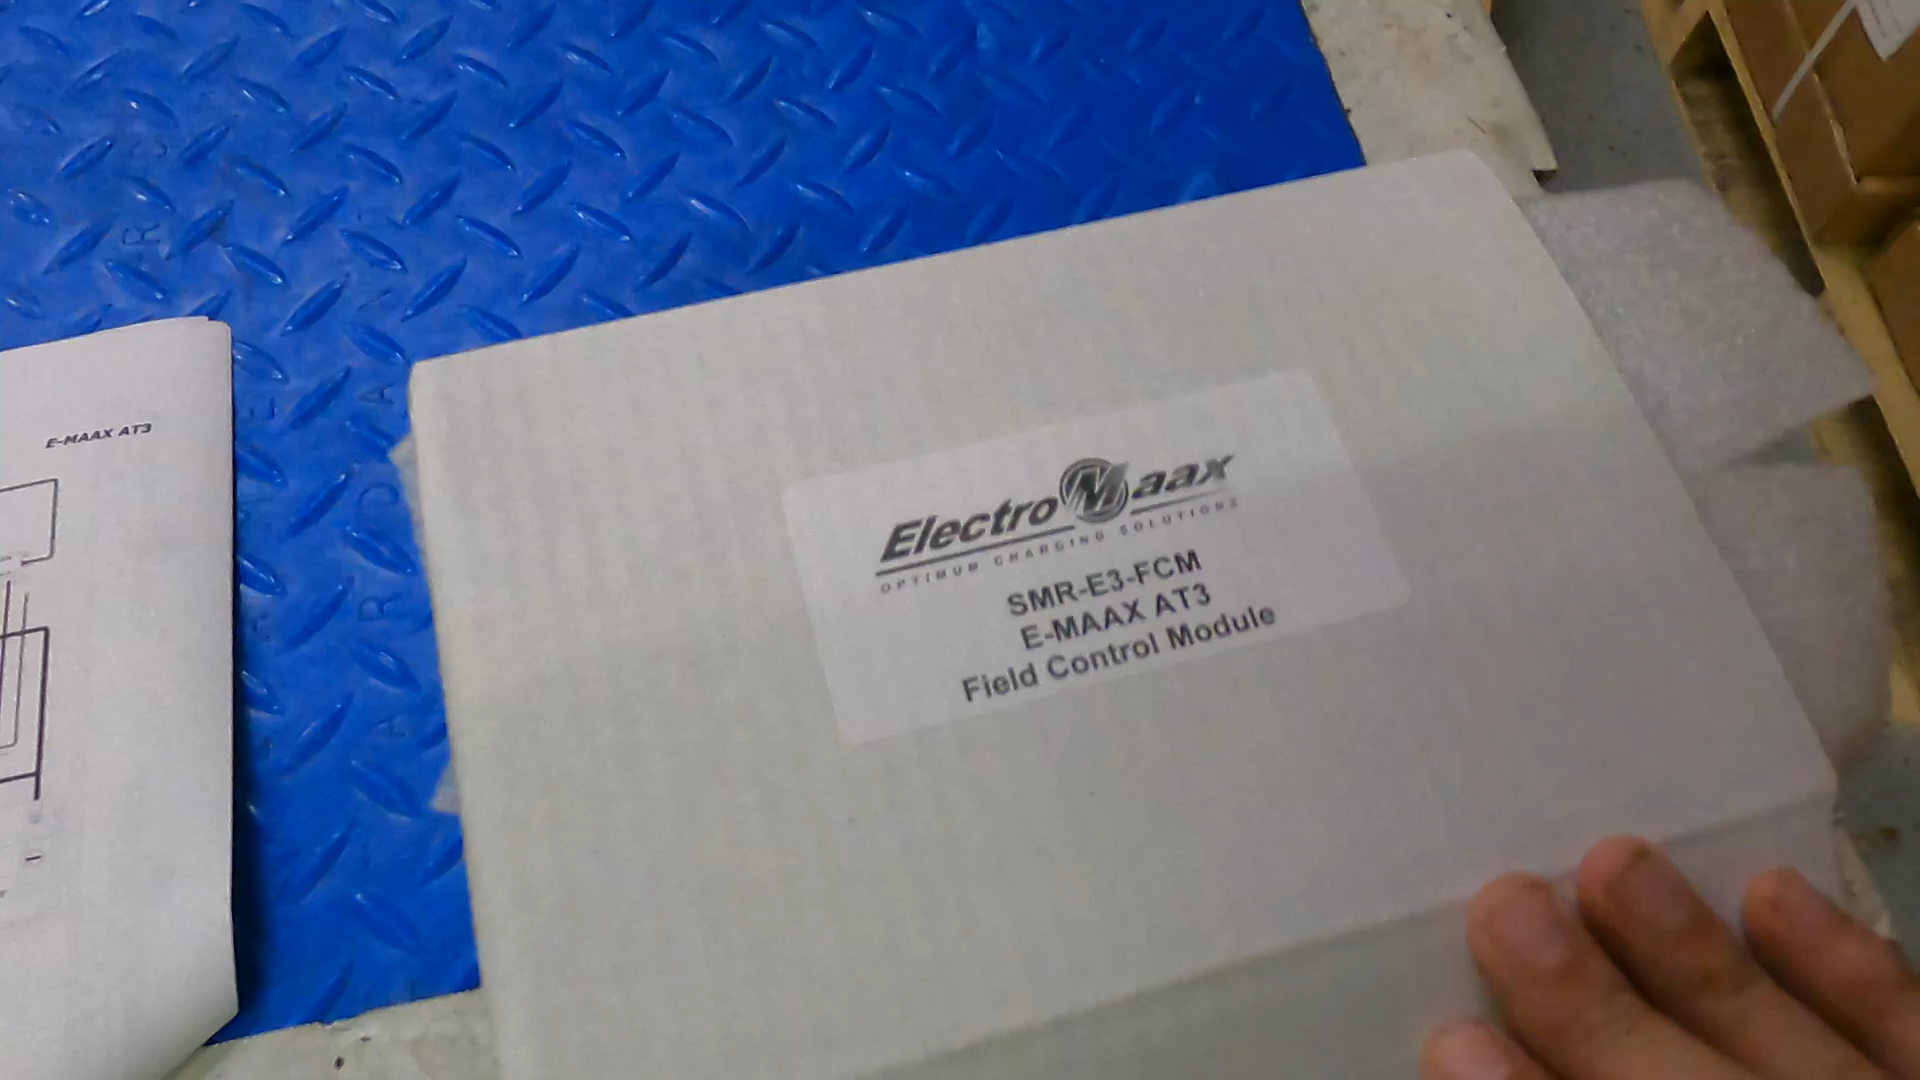 E-MAAX AT3
ElectroMaax
OPTIMUM CHARGING SOLUTIONS
SMR-E3-FCM
E-MAAX AT3
Field Control Module